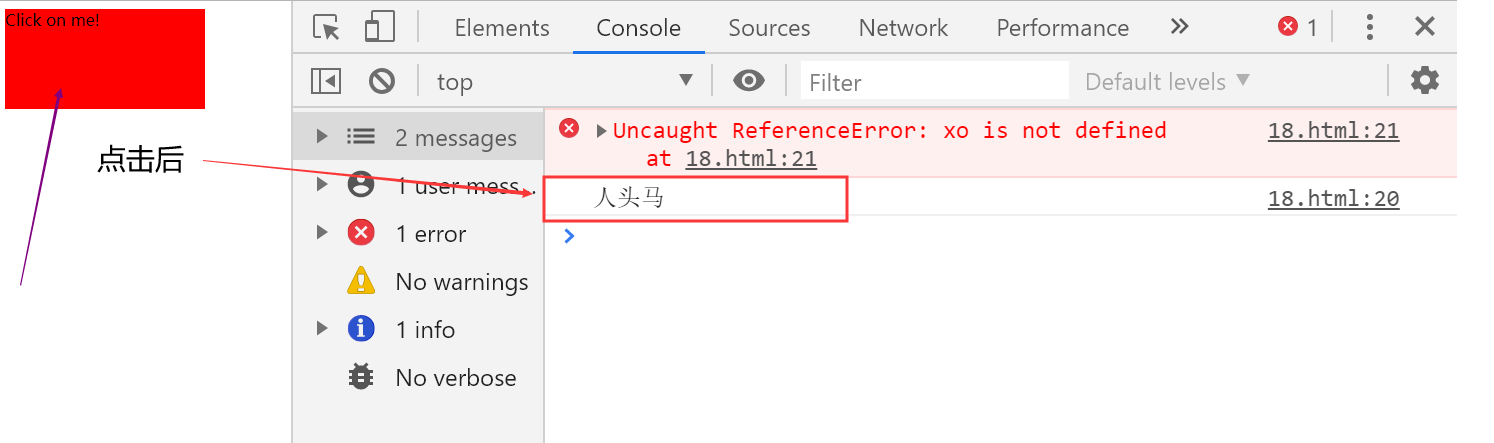 Click on me!
点击后
Elements Console Sources Network Performance 1
top Filter Default levels
2 messages
1 user mess...
1 error
No warnings
1 info
No verbose
Uncaught ReferenceError: xo is not defined 18.html:21
at 18.html:21
人头马 18.html:20